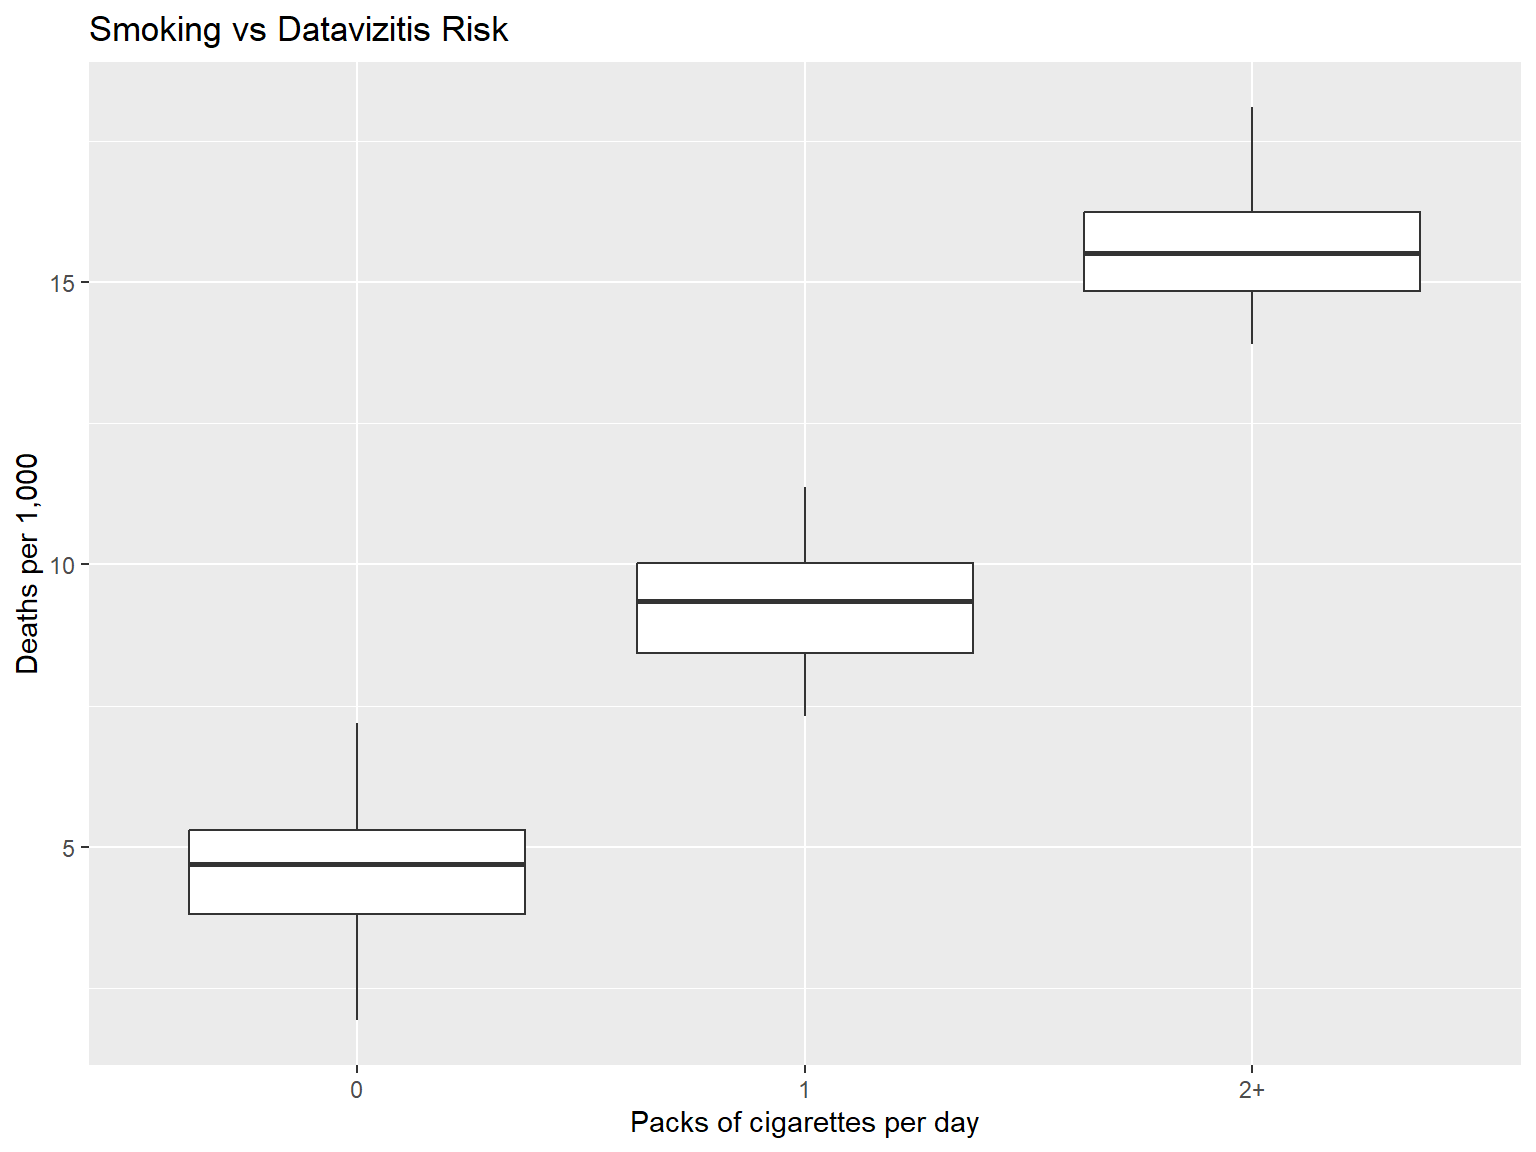 Smoking vs Datavizitis Risk
Deaths per 1,000
15
10
5
0
1
2+
Packs of cigarettes per day